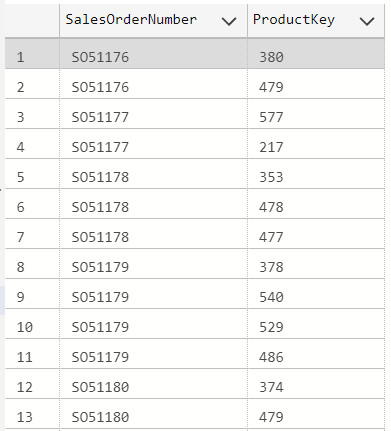 SalesOrderNumber ProductKey
1 SO51176 380
2 SO51176 479
3 SO51177 577
4 SO51177 217
5 SO51178 353
6 SO51178 478
7 SO51178 477
8 SO51179 378
9 SO51179 540
10 SO51179 529
11 SO51179 486
12 SO51180 374
13 SO51180 479